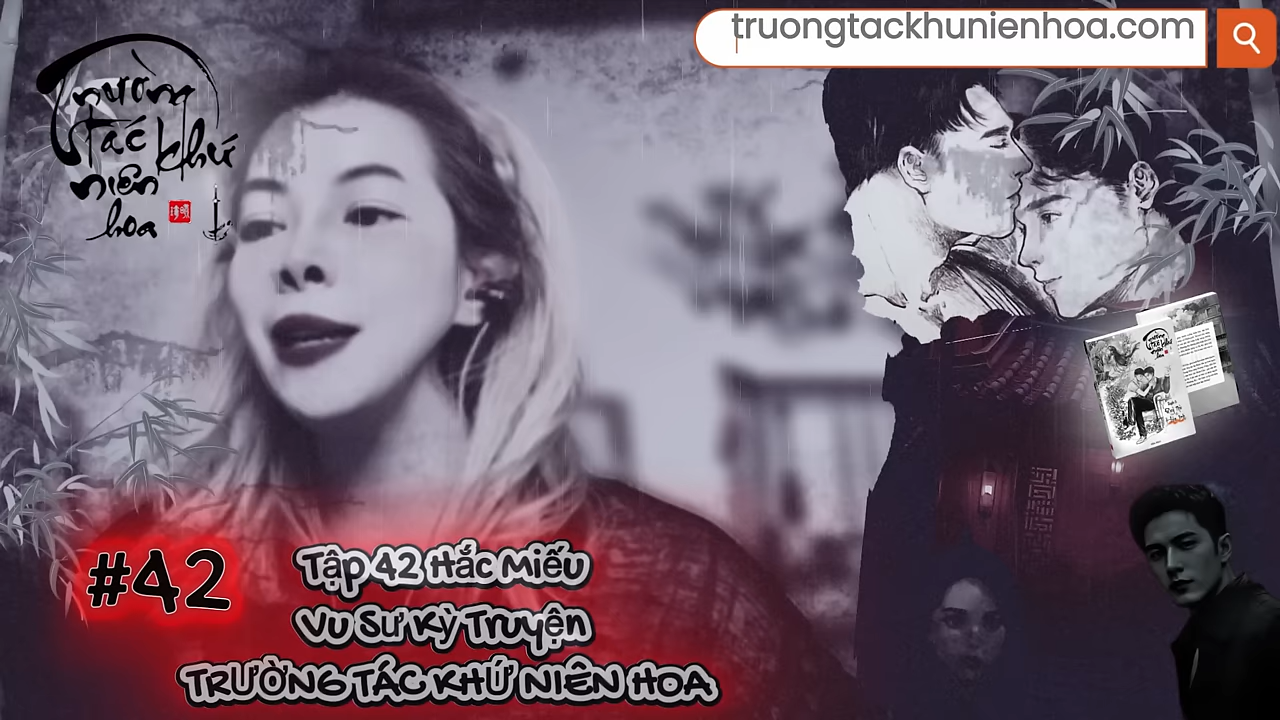 truongtackhunienhoa.com
Trường
tác khứ
niên
hoa
#42
Tập 42 Hắc Miếu
Vu Sư Kỳ Truyện
TRƯỜNG TÁC KHỨ NIÊN HOA